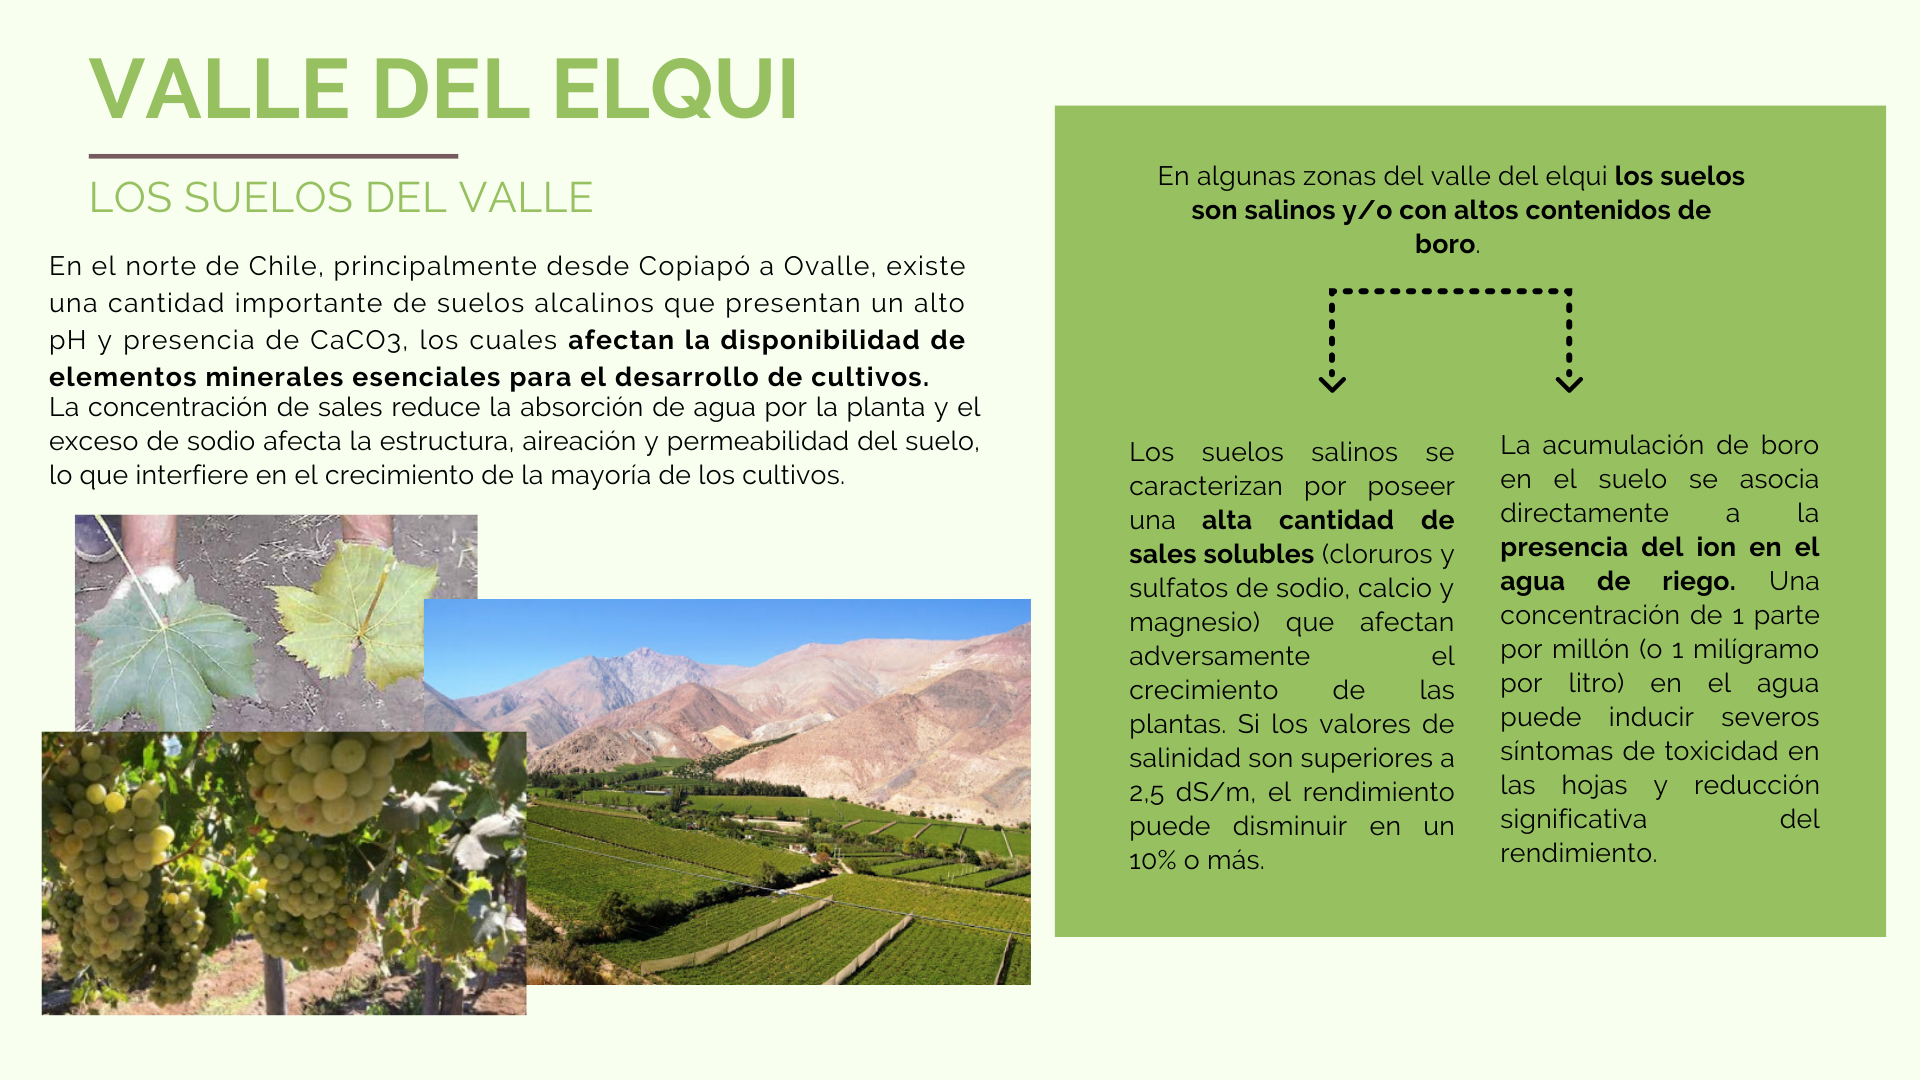 VALLE DEL ELQUI
LOS SUELOS DEL VALLE
En el norte de Chile, principalmente desde Copiapó a Ovalle, existe
una cantidad importante de suelos alcalinos que presentan un alto
pH y presencia de CaCO3, los cuales afectan la disponibilidad de
elementos minerales esenciales para el desarrollo de cultivos.
La concentración de sales reduce la absorción de agua por la planta y el
exceso de sodio afecta la estructura, aireación y permeabilidad del suelo,
lo que interfiere en el crecimiento de la mayoría de los cultivos.
En algunas zonas del valle del elqui los suelos
son salinos y/o con altos contenidos de
boro.
Los suelos salinos se
caracterizan por poseer
una alta cantidad de
sales solubles (cloruros y
sulfatos de sodio, calcio y
magnesio) que afectan
adversamente el
crecimiento de las
plantas. Si los valores de
salinidad son superiores a
2,5 dS/m, el rendimiento
puede disminuir en un
10% o más.
La acumulación de boro
en el suelo se asocia
directamente a la
presencia del ion en el
agua de riego. Una
concentración de 1 parte
por millón (o 1 milígramo
por litro) en el agua
puede inducir severos
síntomas de toxicidad en
las hojas y reducción
significativa del
rendimiento.